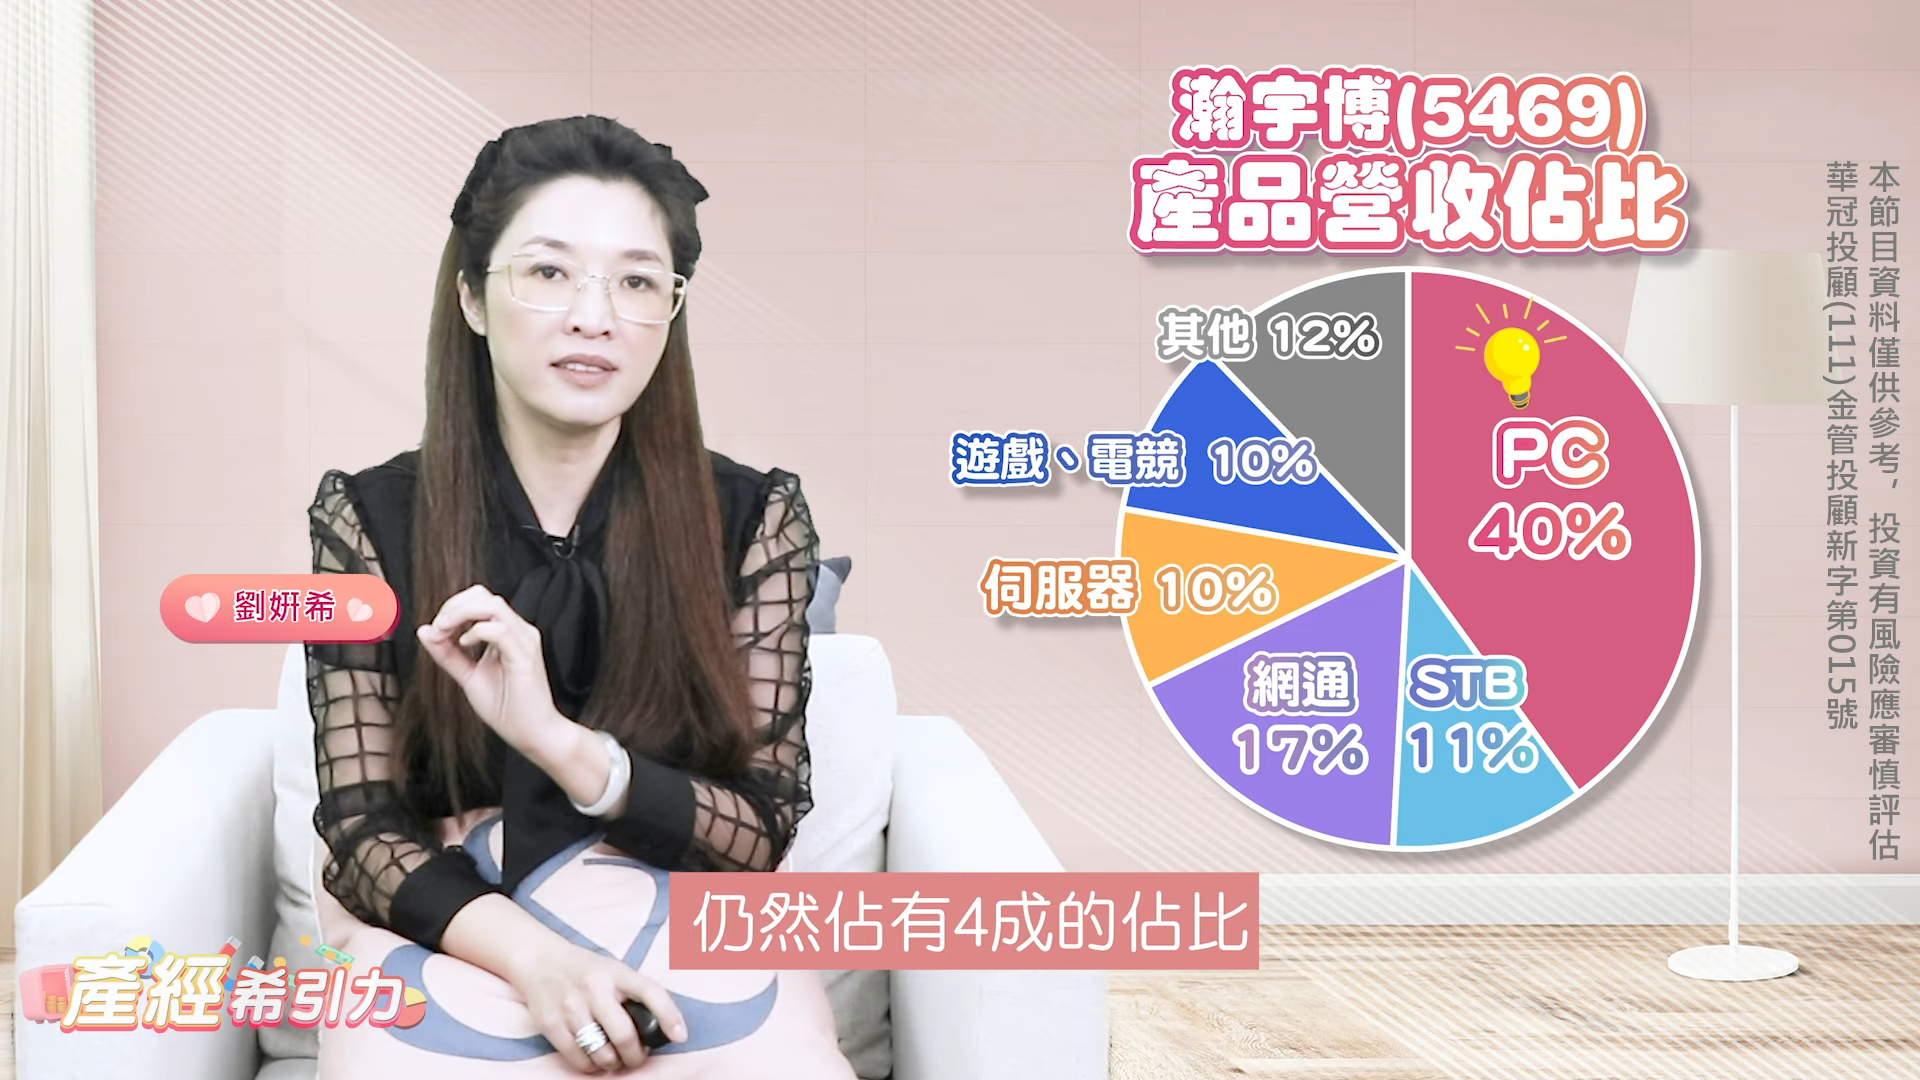 瀚宇博(5469)
產品營收佔比
其他 12%
PC
40%
遊戲、電競 10%
伺服器 10%
網通
17%
STB
11%
劉妍希
仍然佔有4成的佔比
產經希引力
本節目資料僅供參考，投資有風險應審慎評估
華冠投顧(111)金管投顧新字第015號